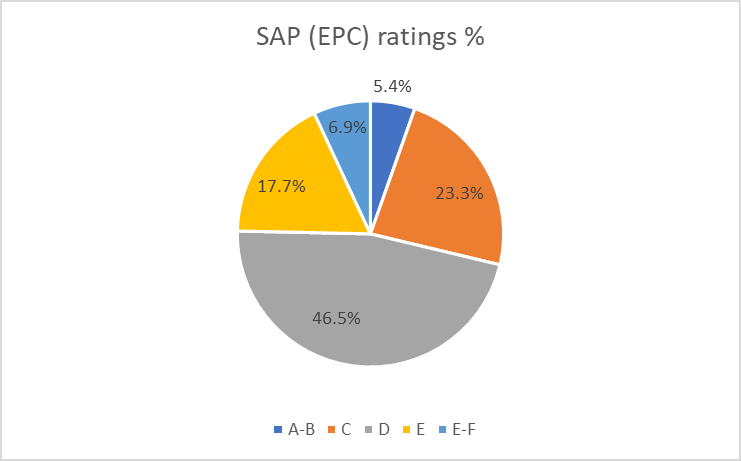 SAP (EPC) ratings %
5.4%
6.9%
23.3%
17.7%
46.5%
A-B C D E E-F